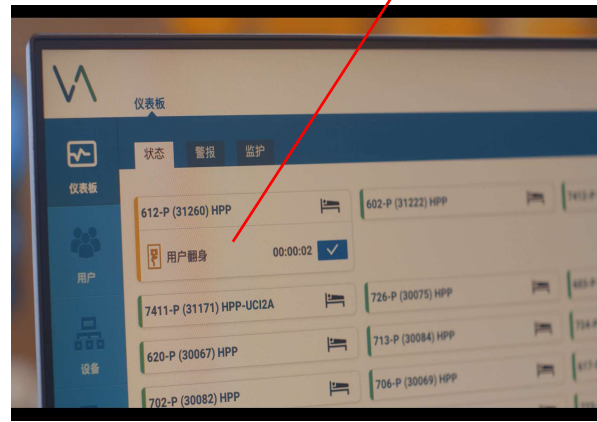 仪表板
仪表板
状态 警报 监护
612-P (31260) HPP
602-P (31222) HPP
用户翻身 00:00:02
用户
7411-P (31171) HPP-UCI2A
726-P (30075) HPP
620-P (30067) HPP
713-P (30084) HPP
设备
702-P (30082) HPP
706-P (30069) HPP